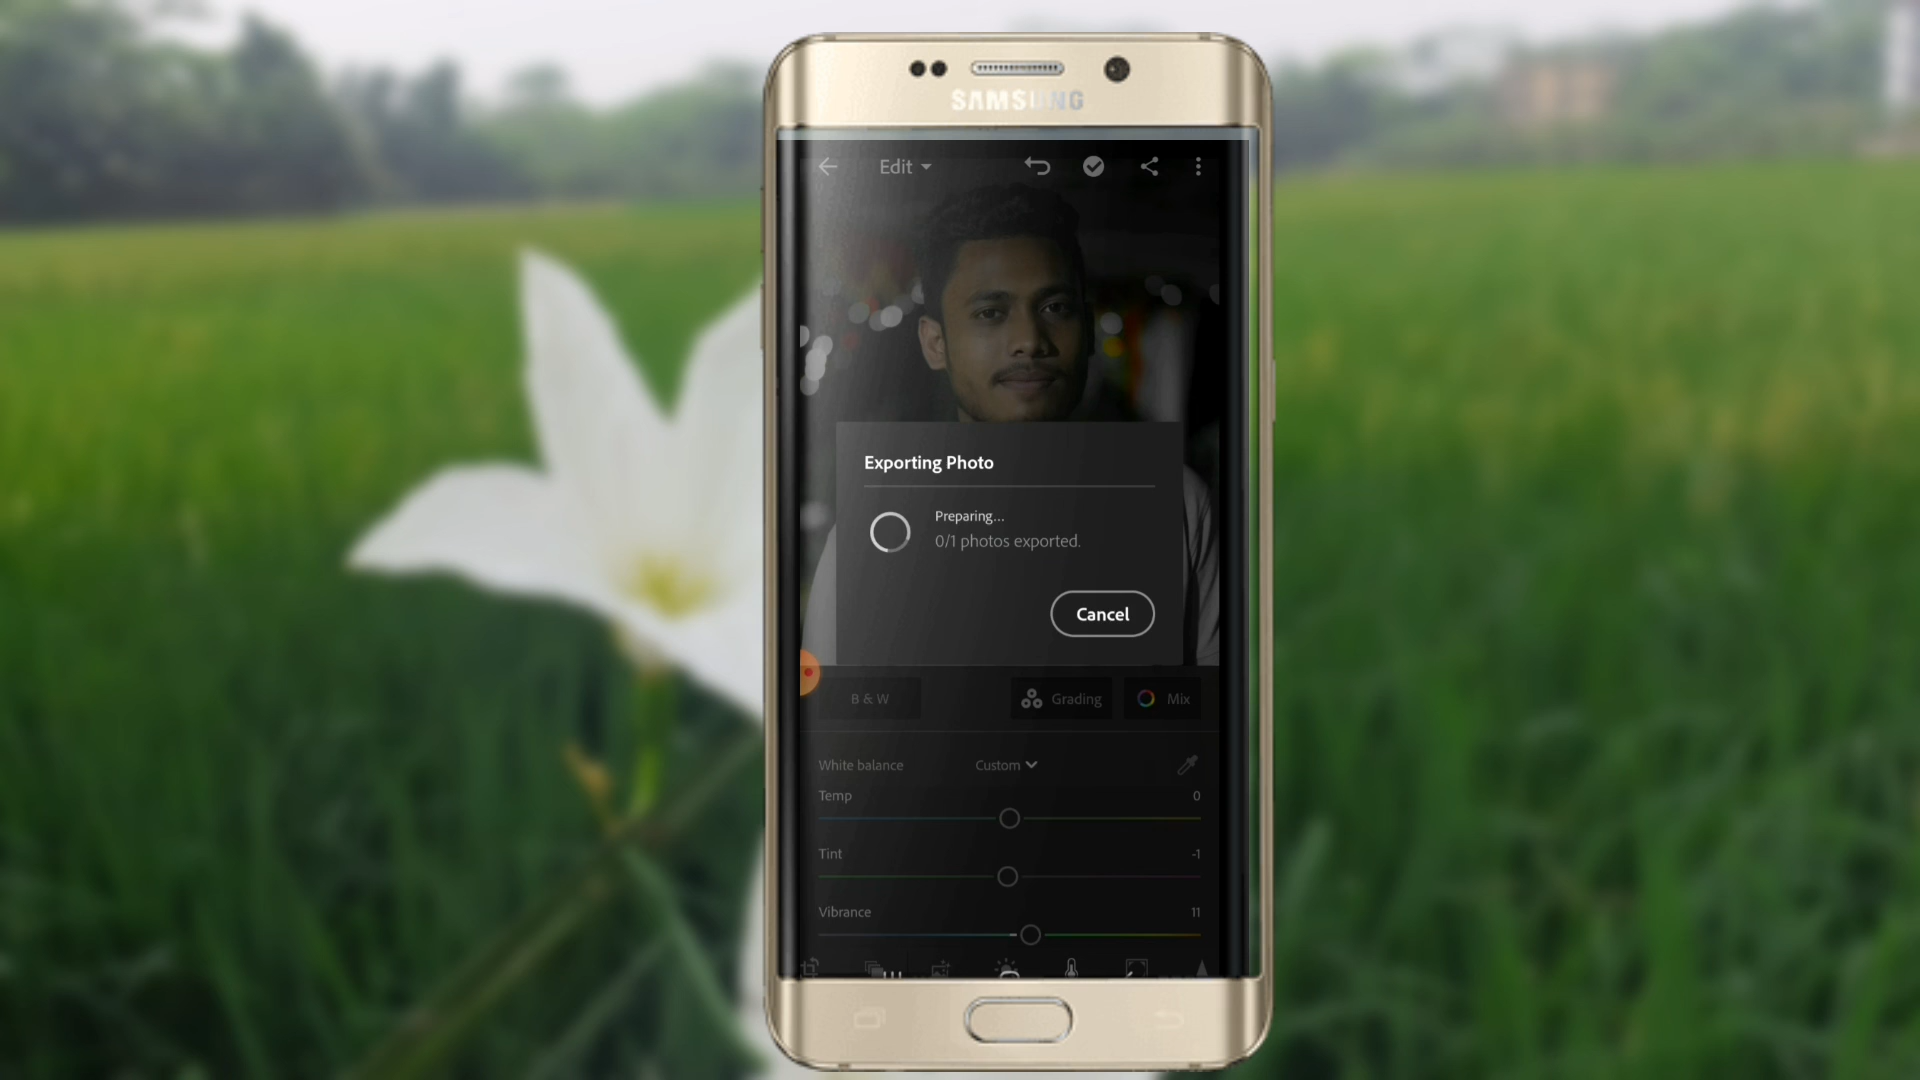 SAMSUNG
Edit
Exporting Photo
Preparing...
0/1 photos exported.
Cancel
B & W
Grading
Mix
White balance
Custom
Temp
0
Tint
-1
Vibrance
11